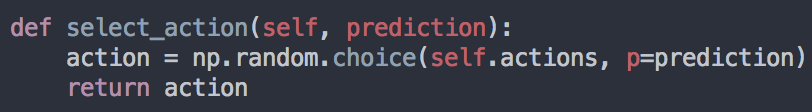 def select_action(self, prediction):
    action = np.random.choice(self.actions, p=prediction)
    return action